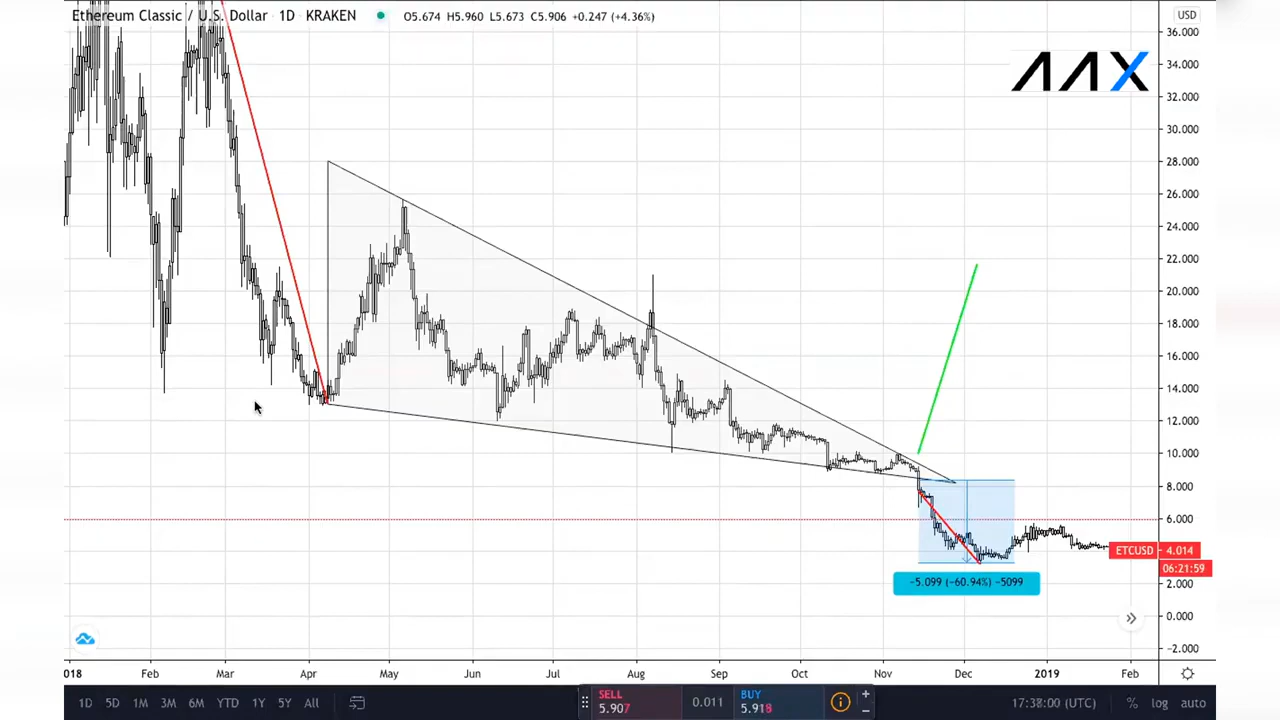 Ethereum Classic / U.S. Dollar · 1D · KRAKEN O5.674 H5.960 L5.673 C5.906 +0.247 (+4.36%)
USD
AAX
36.000
34.000
32.000
30.000
28.000
26.000
24.000
22.000
20.000
18.000
16.000
14.000
12.000
10.000
8.000
6.000
ETCUSD 4.014
06:21:59
-5.099 (-60.94%) -5099
2.000
0.000
-2.000
018 Feb Mar Apr May Jun Jul Aug Sep Oct Nov Dec 2019 Feb
1D 5D 1M 3M 6M YTD 1Y 5Y All
SELL
5.907
0.011
BUY
5.918
17:38:00 (UTC) % log auto